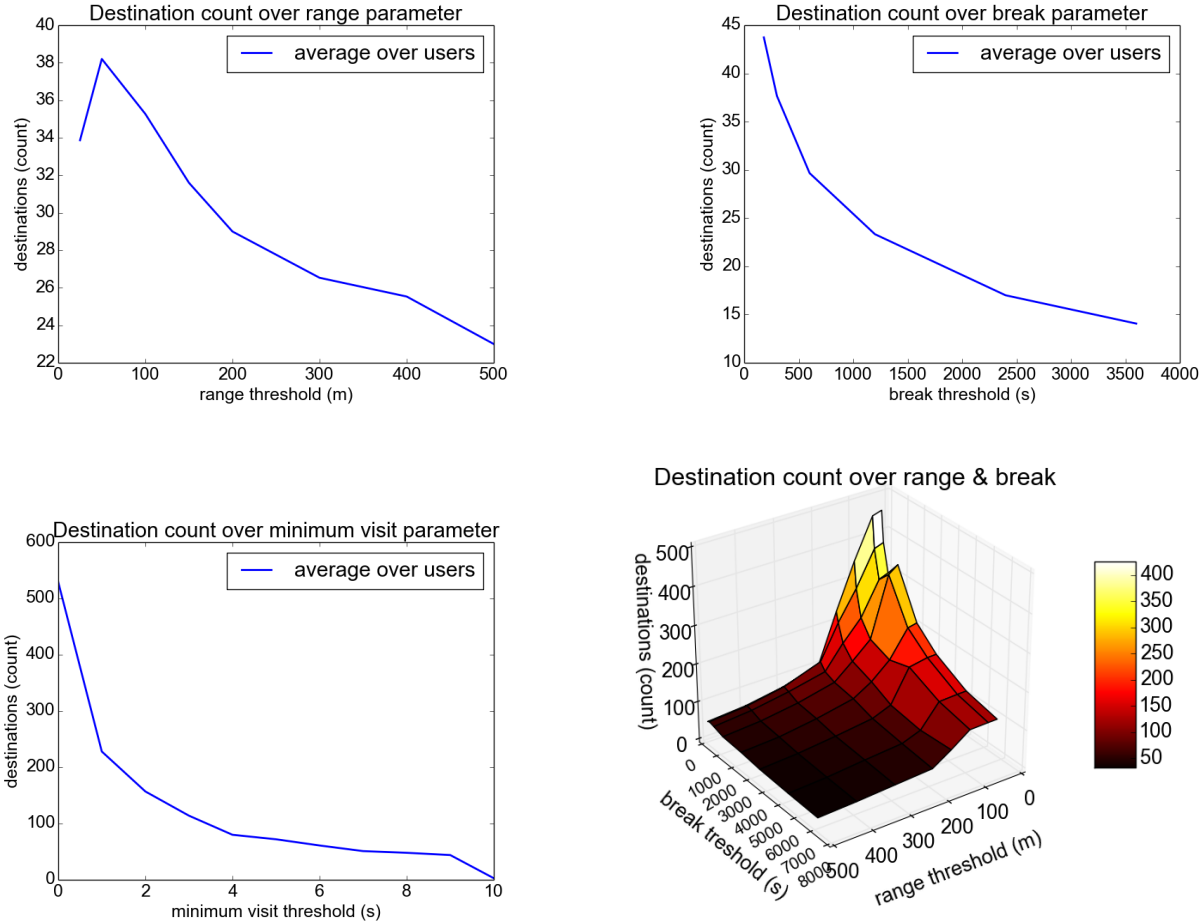 Destination count over range parameter
40
38
36
34
32
30
28
26
24
22
destinations (count)
average over users
0 100 200 300 400 500
range threshold (m)
Destination count over break parameter
45
40
35
30
25
20
15
10
destinations (count)
average over users
0 500 1000 1500 2000 2500 3000 3500 4000
break threshold (s)
Destination count over minimum visit parameter
600
500
400
300
200
100
0
destinations (count)
average over users
0 2 4 6 8 10
minimum visit threshold (s)
Destination count over range & break
500
400
300
200
100
0
destinations (count)
0
1000
2000
3000
4000
5000
6000
7000
8000
break treshold (s)
500 400 300 200 100 0
range threshold (m)
400
350
300
250
200
150
100
50